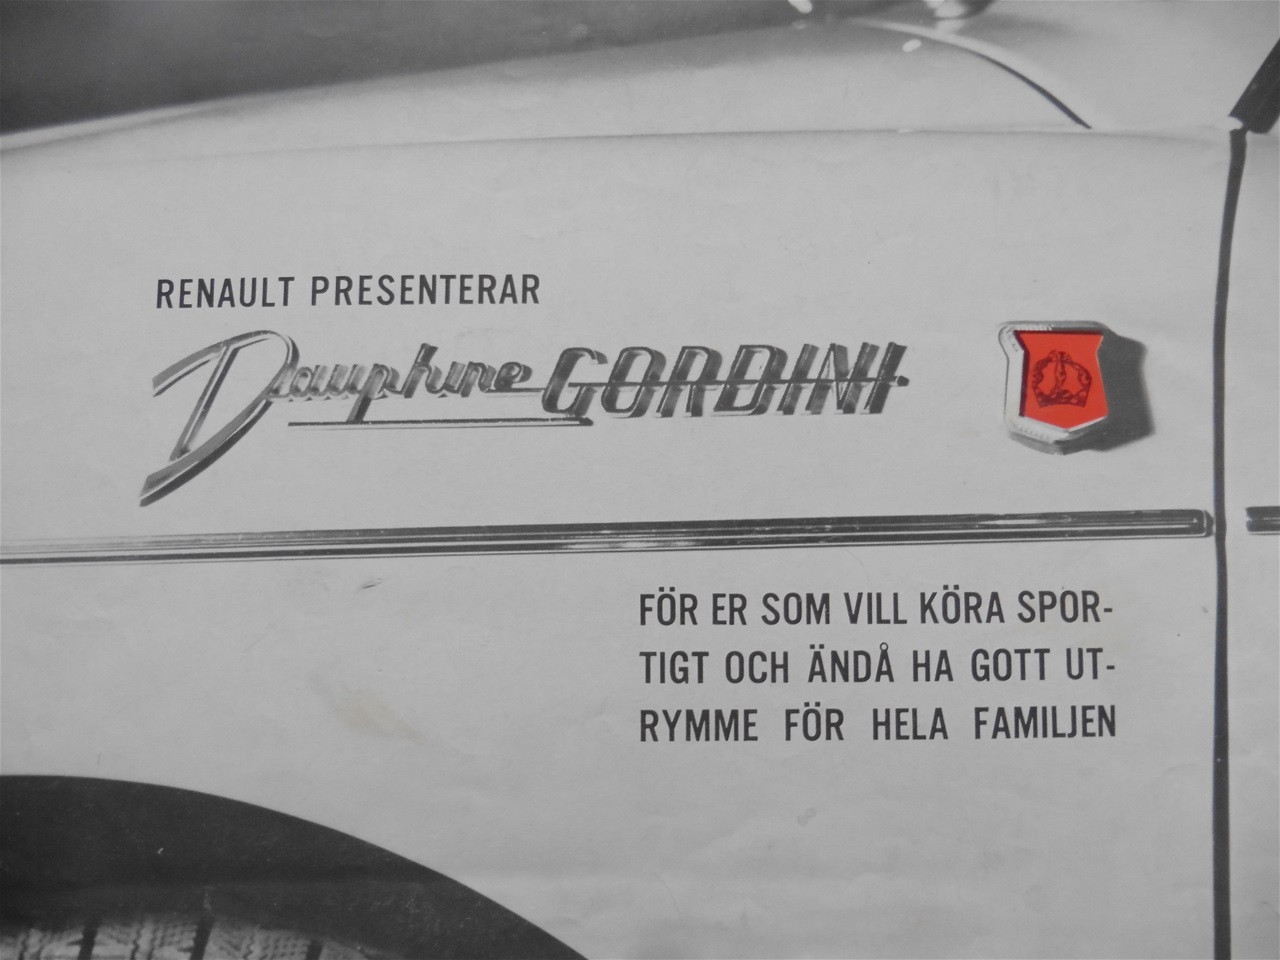 RENAULT PRESENTERAR
Dauphine GORDINI
FÖR ER SOM VILL KÖRA SPOR-
TIGT OCH ÄNDÅ HA GOTT UT-
RYMME FÖR HELA FAMILJEN